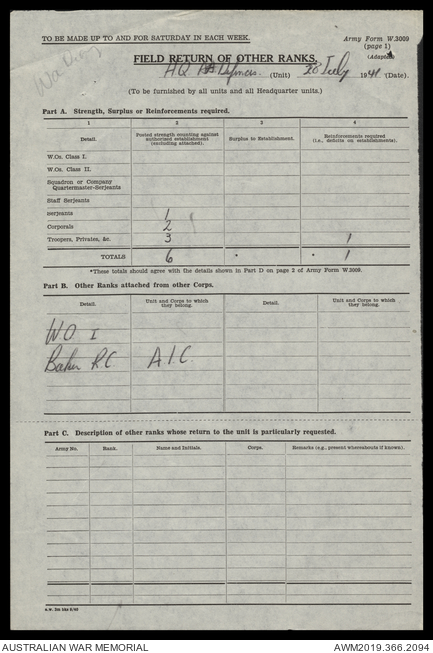 TO BE MADE UP TO AND FOR SATURDAY IN EACH WEEK.
Army Form W.3009
(page 1)
(Adapted)
War Diary
FIELD RETURN OF OTHER RANKS.
HQ (Unit) 28 July 1941 (Date).
(To be furnished by all units and all Headquarter units.)
Part A. Strength, Surplus or Reinforcements required.
1 2 3 4
Detail. Posted strength counting against authorised establishment (excluding attached). Surplus to Establishment. Reinforcements required (i.e., deficits on establishments).
W.Os. Class I.
W.Os. Class II.
Squadron or Company Quartermaster-Serjeants
Staff Serjeants
Serjeants 1
Corporals 2
Troopers, Privates, &c. 3 1
TOTALS 6 * * 1
*These totals should agree with the details shown in Part D on page 2 of Army Form W.3009.
Part B. Other Ranks attached from other Corps.
Detail. Unit and Corps to which they belong. Detail. Unit and Corps to which they belong.
WO I
Baker R.C. A.I.C.
Part C. Description of other ranks whose return to the unit is particularly requested.
Army No. Rank. Name and Initials. Corps. Remarks (e.g., present whereabouts if known).
AUSTRALIAN WAR MEMORIAL
AWM2019.366.2094